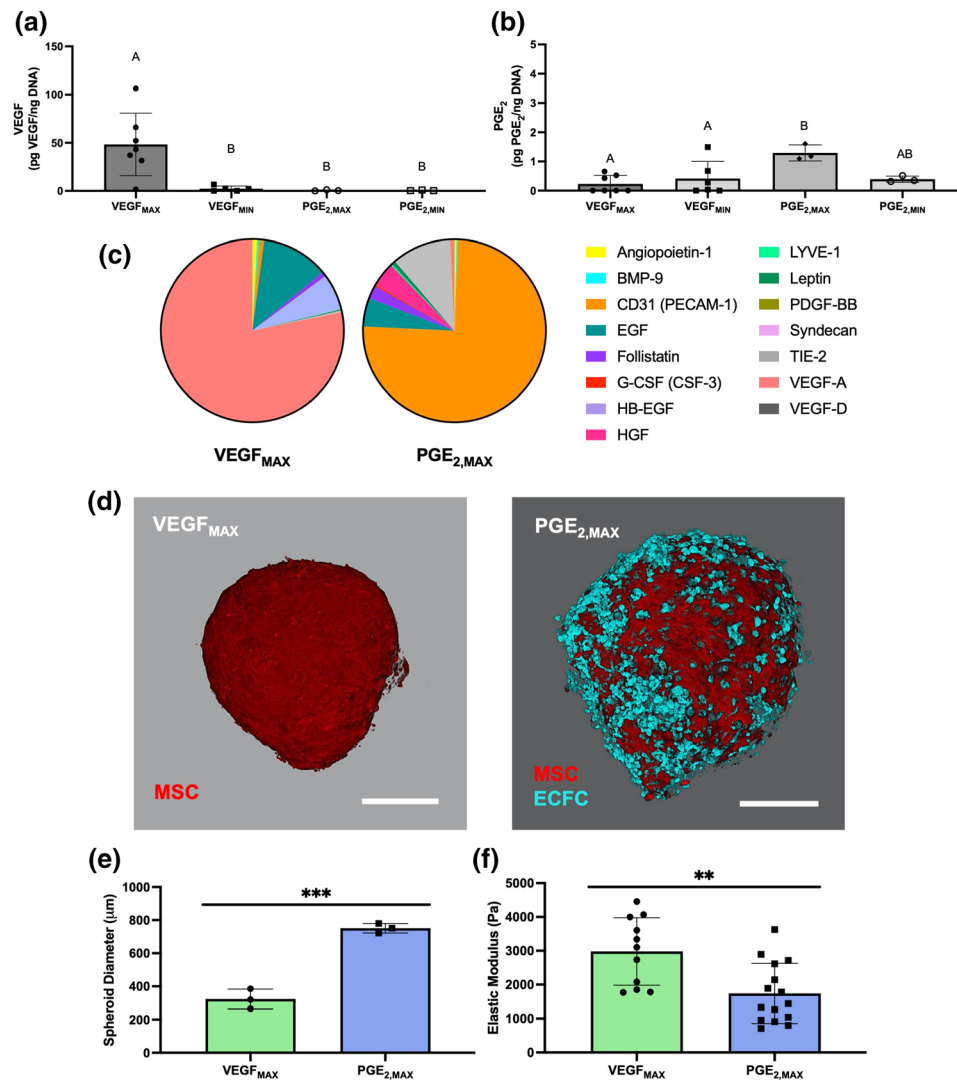 (a)
VEGF
(pg VEGF/ng DNA)
150
100
50
0
A
B
B
B
VEGFMAX
VEGFMIN
PGE2,MAX
PGE2,MIN
(b)
PGE2
(pg PGE2/ng DNA)
5
4
3
2
1
0
A
A
B
AB
VEGFMAX
VEGFMIN
PGE2,MAX
PGE2,MIN
(c)
VEGFMAX
PGE2,MAX
Angiopoietin-1
BMP-9
CD31 (PECAM-1)
EGF
Follistatin
G-CSF (CSF-3)
HB-EGF
HGF
LYVE-1
Leptin
PDGF-BB
Syndecan
TIE-2
VEGF-A
VEGF-D
(d)
VEGFMAX
MSC
PGE2,MAX
MSC
ECFC
(e)
Spheroid Diameter (μm)
1000
800
600
400
200
0
***
VEGFMAX
PGE2,MAX
(f)
Elastic Modulus (Pa)
5000
4000
3000
2000
1000
0
**
VEGFMAX
PGE2,MAX